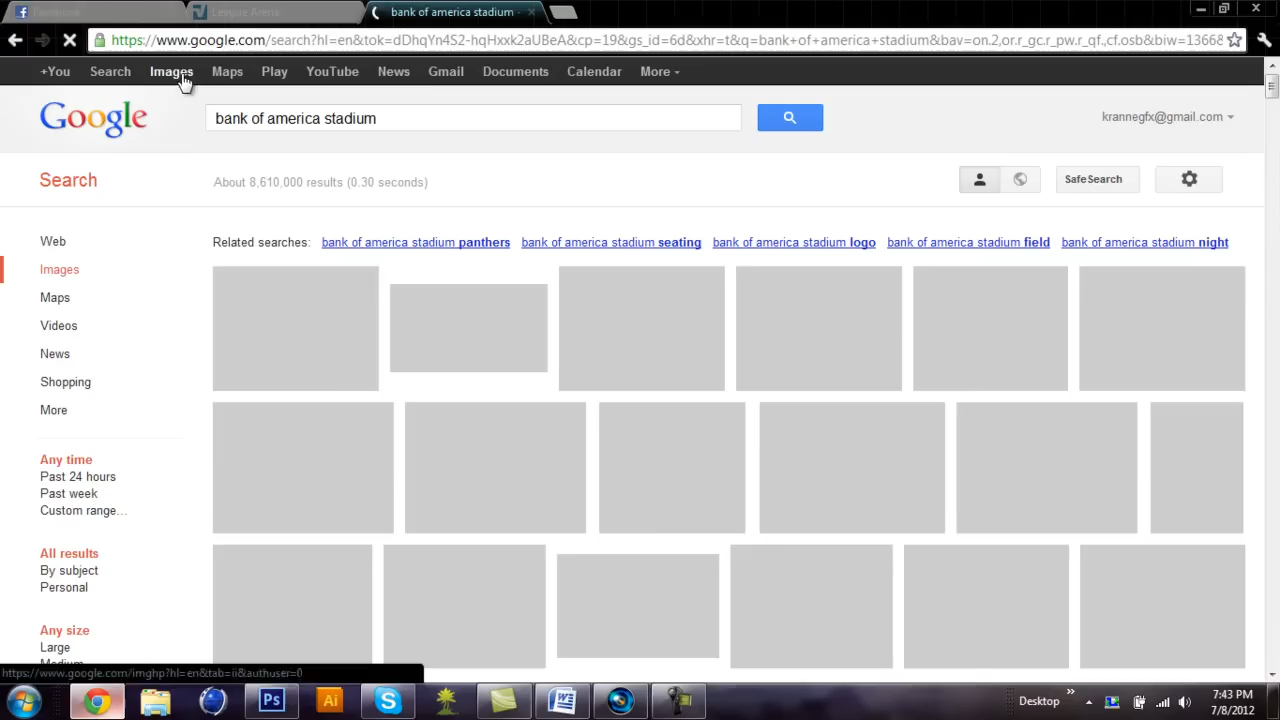 Facebook
bank of america stadium -
https://www.google.com/search?hl=en&tok=dDhqYn4S2-hqHxxk2aUBeA&cp=19&gs_id=6d&xhr=t&q=bank+of+america+stadium&bav=on.2,or.r_gc.r_pw.r_qf.,cf.osb&biw=1366&
+You Search Images Maps Play YouTube News Gmail Documents Calendar More
Google
bank of america stadium
krannegfx@gmail.com
Search
About 8,610,000 results (0.30 seconds)
SafeSearch
Web
Related searches: bank of america stadium panthers bank of america stadium seating bank of america stadium logo bank of america stadium field bank of america stadium night
Images
Maps
Videos
News
Shopping
More
Any time
Past 24 hours
Past week
Custom range...
All results
By subject
Personal
Any size
Large
Medium
https://www.google.com/imghp?hl=en&tab=ii&authuser=0
Ps
Ai
Desktop
7:43 PM
7/8/2012